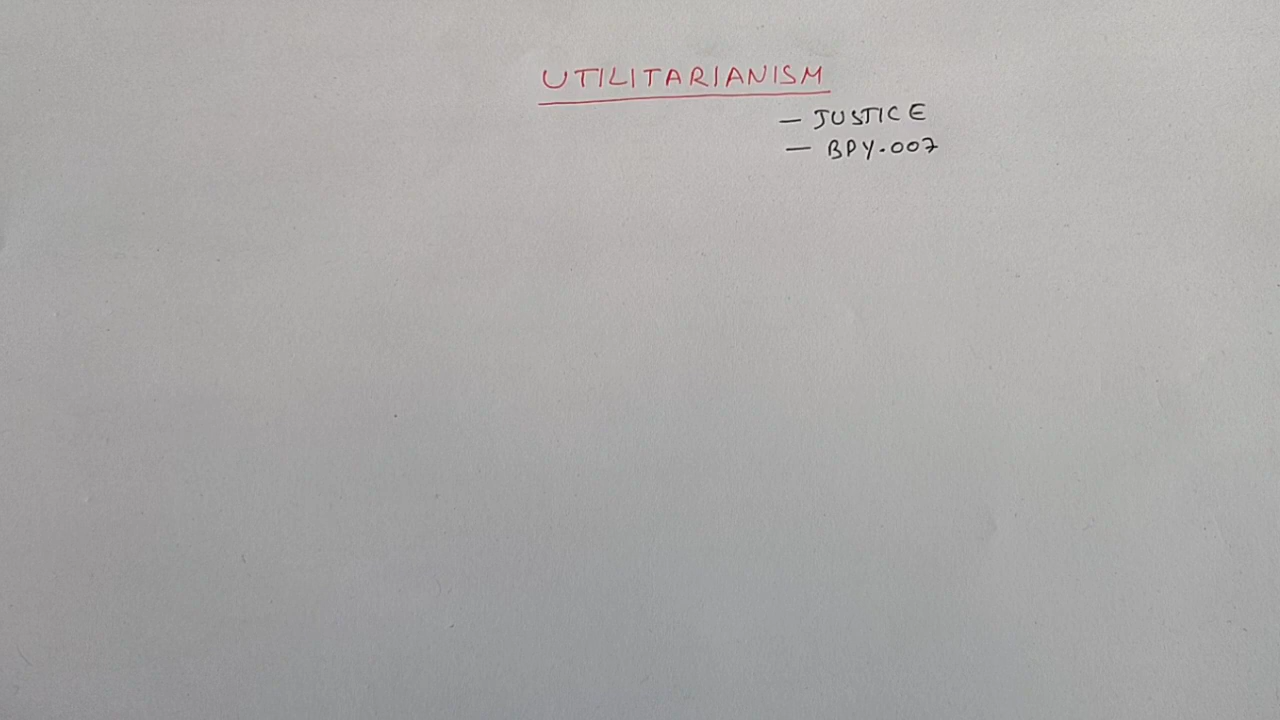 UTILITARIANISM
— JUSTICE
— BPY.007